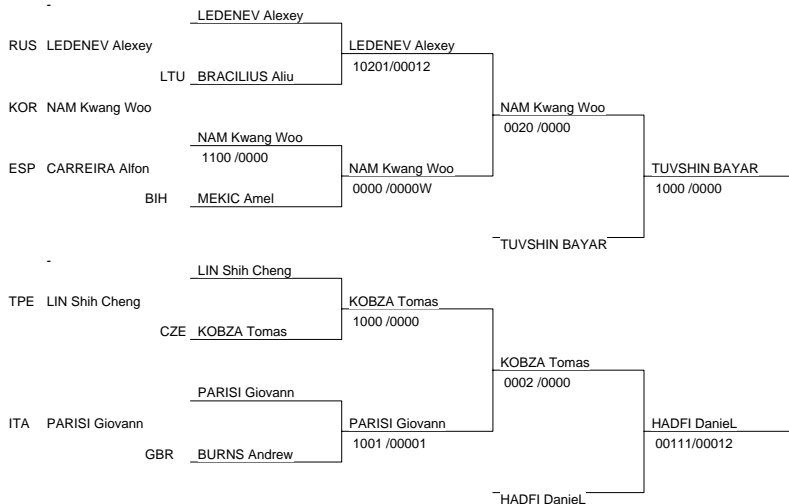 -
LEDENEV Alexey
RUS LEDENEV Alexey
LEDENEV Alexey
10201/00012
LTU BRACILIUS Aliu
KOR NAM Kwang Woo
NAM Kwang Woo
0020 /0000
NAM Kwang Woo
1100 /0000
ESP CARREIRA Alfon
NAM Kwang Woo
0000 /0000W
TUVSHIN BAYAR
1000 /0000
BIH MEKIC Amel
TUVSHIN BAYAR
-
LIN Shih Cheng
TPE LIN Shih Cheng
KOBZA Tomas
1000 /0000
CZE KOBZA Tomas
KOBZA Tomas
0002 /0000
PARISI Giovann
ITA PARISI Giovann
PARISI Giovann
1001 /00001
HADFI DanieL
00111/00012
GBR BURNS Andrew
HADFI DanieL